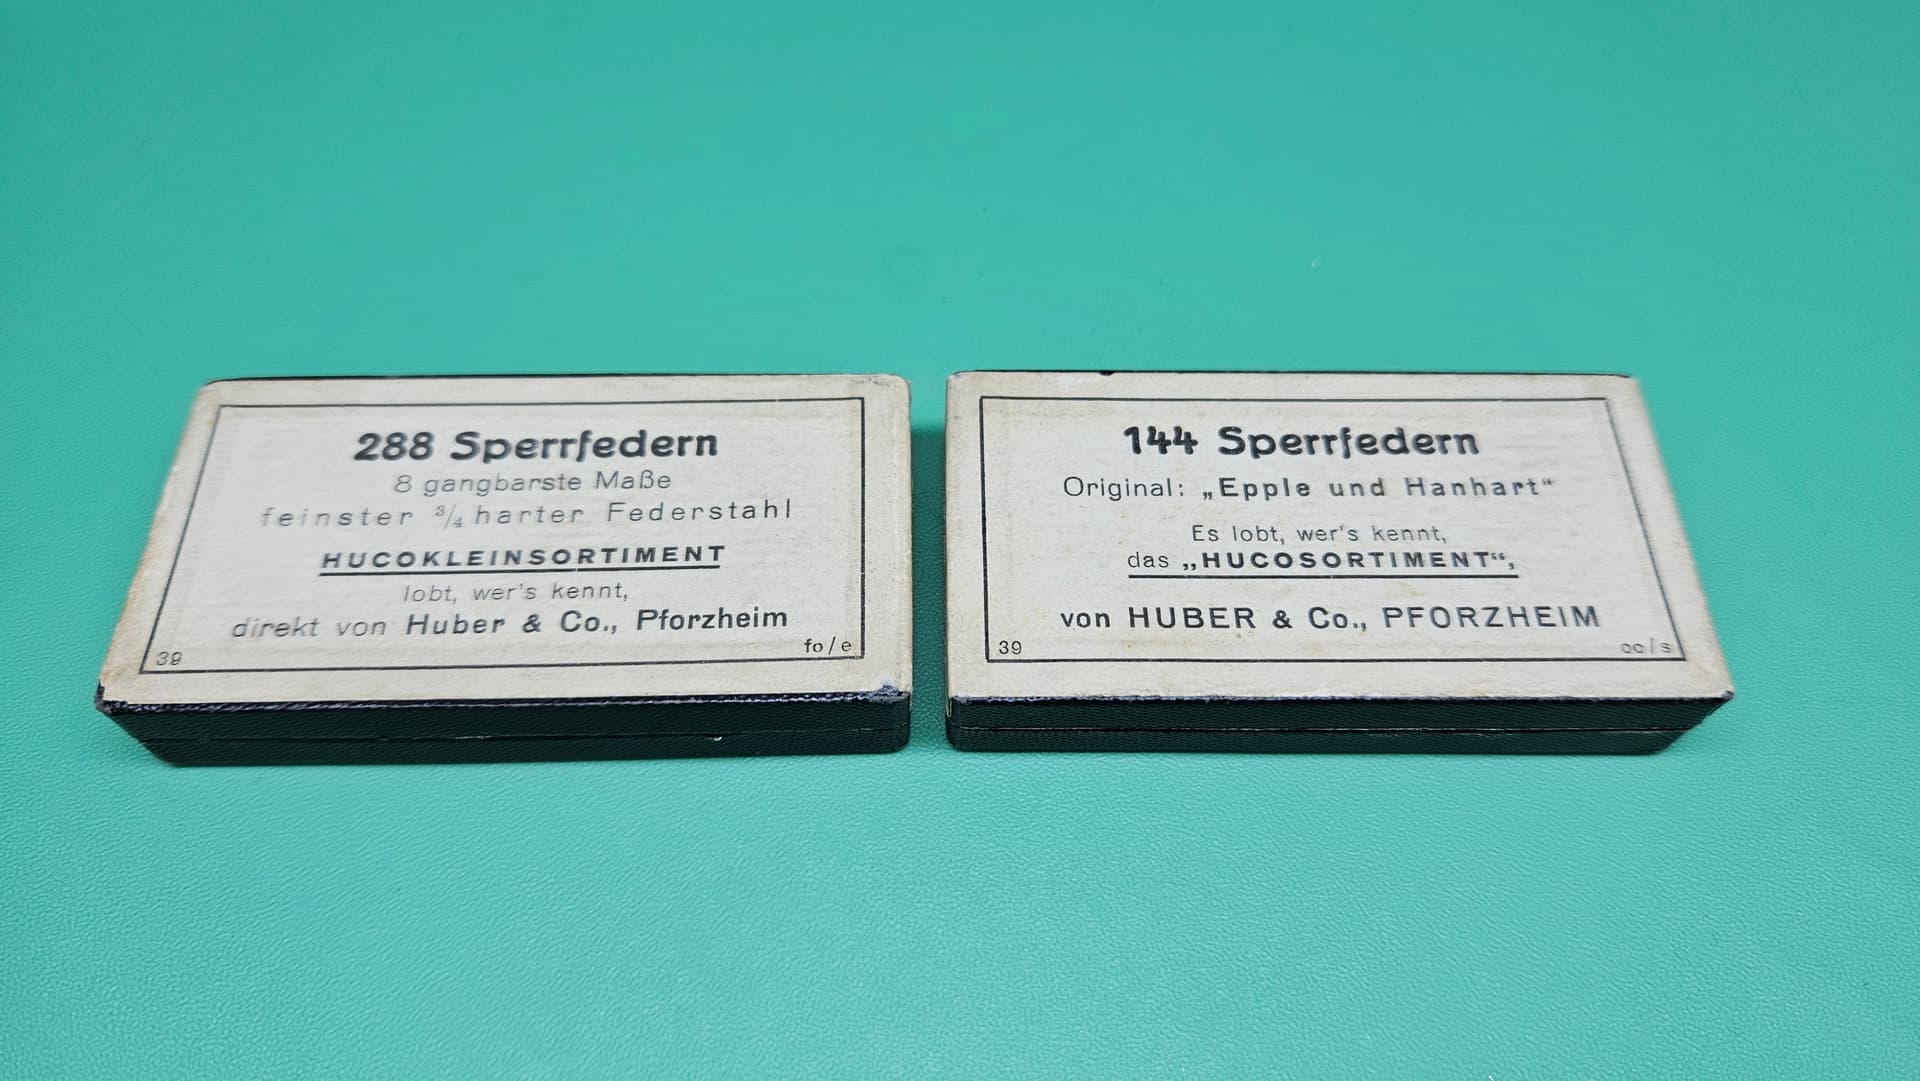 288 Sperrfedern
8 gangbarste Maße
feinster 3/4 harter Federstahl
HUCOKLEINSORTIMENT
lobt, wer's kennt,
direkt von Huber & Co., Pforzheim
39
fo/e
144 Sperrfedern
Original: „Epple und Hanhart“
Es lobt, wer's kennt,
das „HUCOSORTIMENT“,
von HUBER & Co., PFORZHEIM
39